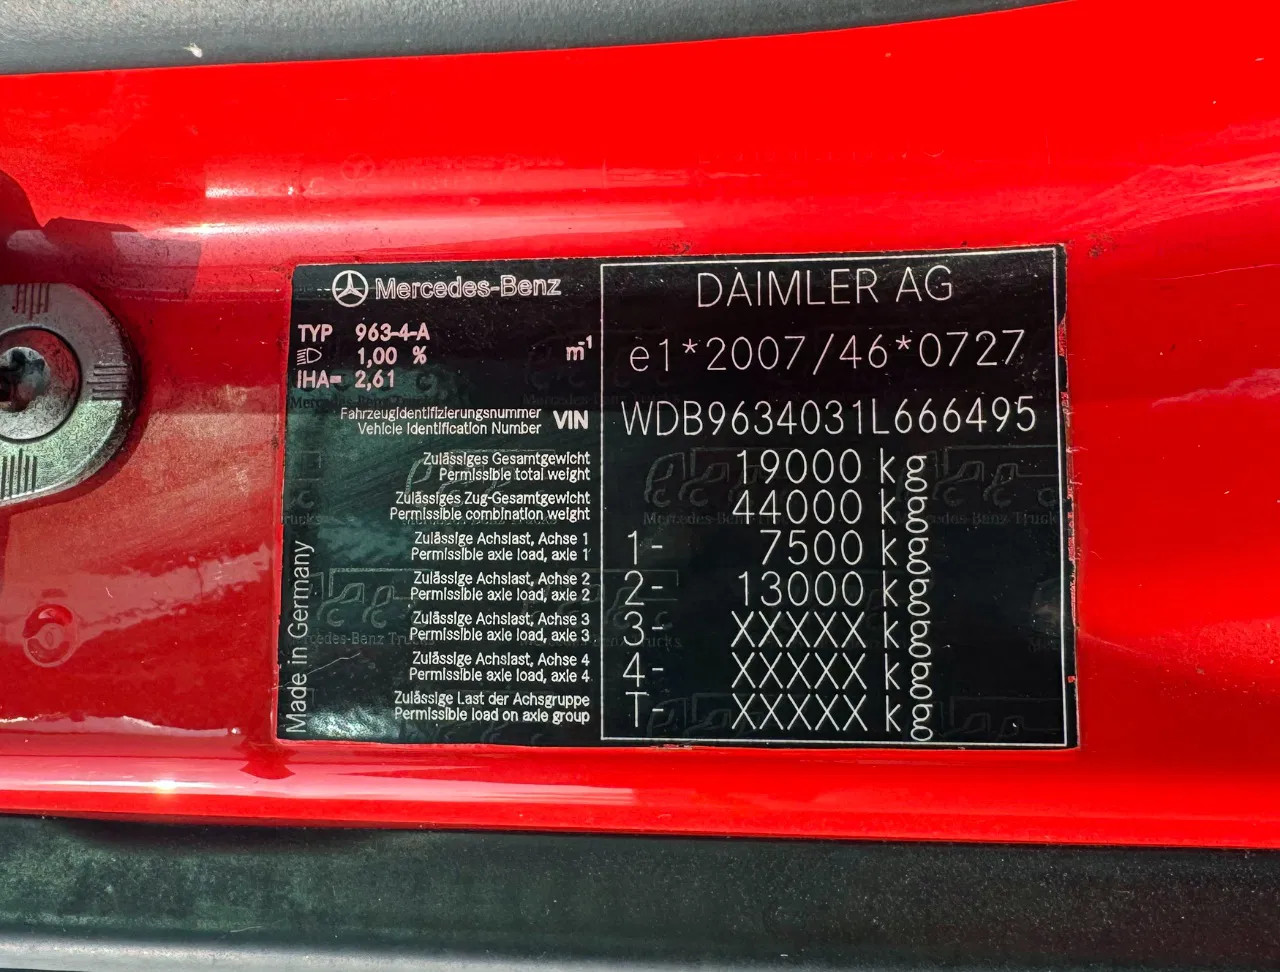 Mercedes-Benz
DAIMLER AG
TYP 963-4-A
1,00 %
m-1
IHA= 2,61
e1*2007/46*0727
Fahrzeugidentifizierungsnummer
Vehicle Identification Number
VIN
WDB9634031L666495
Zulässiges Gesamtgewicht
Permissible total weight
19000 kg
Zulässiges Zug-Gesamtgewicht
Permissible combination weight
44000 kg
Zulässige Achslast, Achse 1
Permissible axle load, axle 1
1- 7500 kg
Zulässige Achslast, Achse 2
Permissible axle load, axle 2
2- 13000 kg
Zulässige Achslast, Achse 3
Permissible axle load, axle 3
3- XXXXX kg
Zulässige Achslast, Achse 4
Permissible axle load, axle 4
4- XXXXX kg
Zulässige Last der Achsgruppe
Permissible load on axle group
T- XXXXX kg
Made in Germany
Mercedes-Benz Trucks